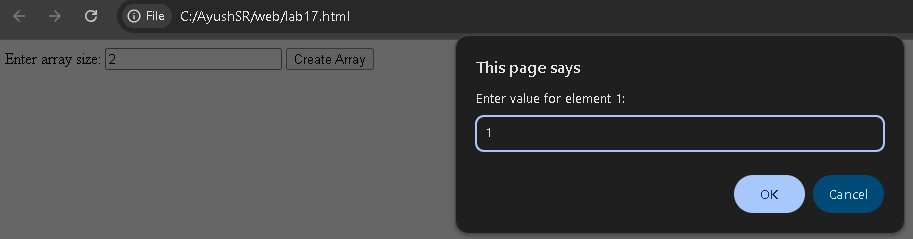 File C:/AyushSR/web/lab17.html
Enter array size: 2 Create Array
This page says
Enter value for element 1:
1
OK Cancel